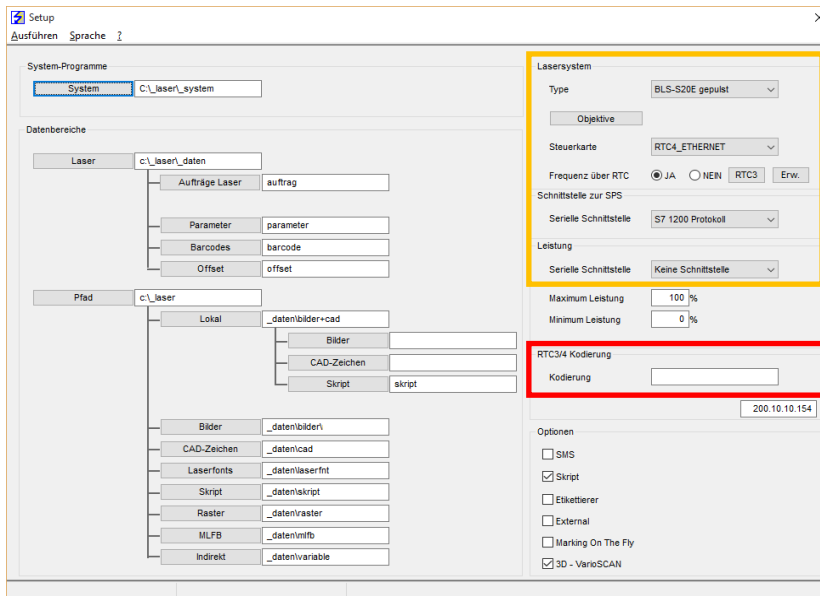 Setup
Ausführen Sprache ?
System-Programme
System C:\_laser\_system
Datenbereiche
Laser c:\_laser\_daten
Aufträge Laser auftrag
Parameter parameter
Barcodes barcode
Offset offset
Pfad c:\_laser
Lokal _daten\bilder+cad
Bilder
CAD-Zeichen
Skript skript
Bilder _daten\bilder\
CAD-Zeichen _daten\cad
Laserfonts _daten\laserfnt
Skript _daten\skript
Raster _daten\raster
MLFB _daten\mlfb
Indirekt _daten\variable
Lasersystem
Type BLS-S20E gepulst
Objektive
Steuerkarte RTC4_ETHERNET
Frequenz über RTC JA NEIN RTC3 Erw.
Schnittstelle zur SPS
Serielle Schnittstelle S7 1200 Protokoll
Leistung
Serielle Schnittstelle Keine Schnittstelle
Maximum Leistung 100 %
Minimum Leistung 0 %
RTC3/4 Kodierung
Kodierung
200.10.10.154
Optionen
SMS
Skript
Etikettierer
External
Marking On The Fly
3D - VarioSCAN